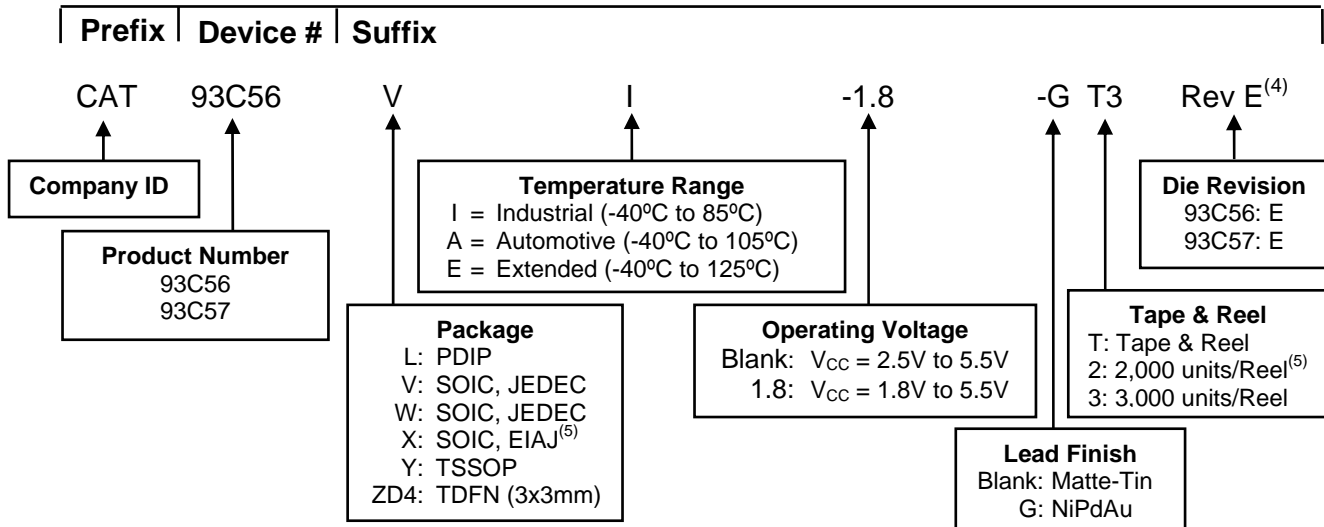 Prefix Device # Suffix
CAT 93C56 V I -1.8 -G T3 Rev E(4)
Company ID
Product Number
93C56
93C57
Package
L: PDIP
V: SOIC, JEDEC
W: SOIC, JEDEC
X: SOIC, EIAJ(5)
Y: TSSOP
ZD4: TDFN (3x3mm)
Temperature Range
I = Industrial (-40ºC to 85ºC)
A = Automotive (-40ºC to 105ºC)
E = Extended (-40ºC to 125ºC)
Operating Voltage
Blank: VCC = 2.5V to 5.5V
1.8: VCC = 1.8V to 5.5V
Lead Finish
Blank: Matte-Tin
G: NiPdAu
Tape & Reel
T: Tape & Reel
2: 2,000 units/Reel(5)
3: 3.000 units/Reel
Die Revision
93C56: E
93C57: E